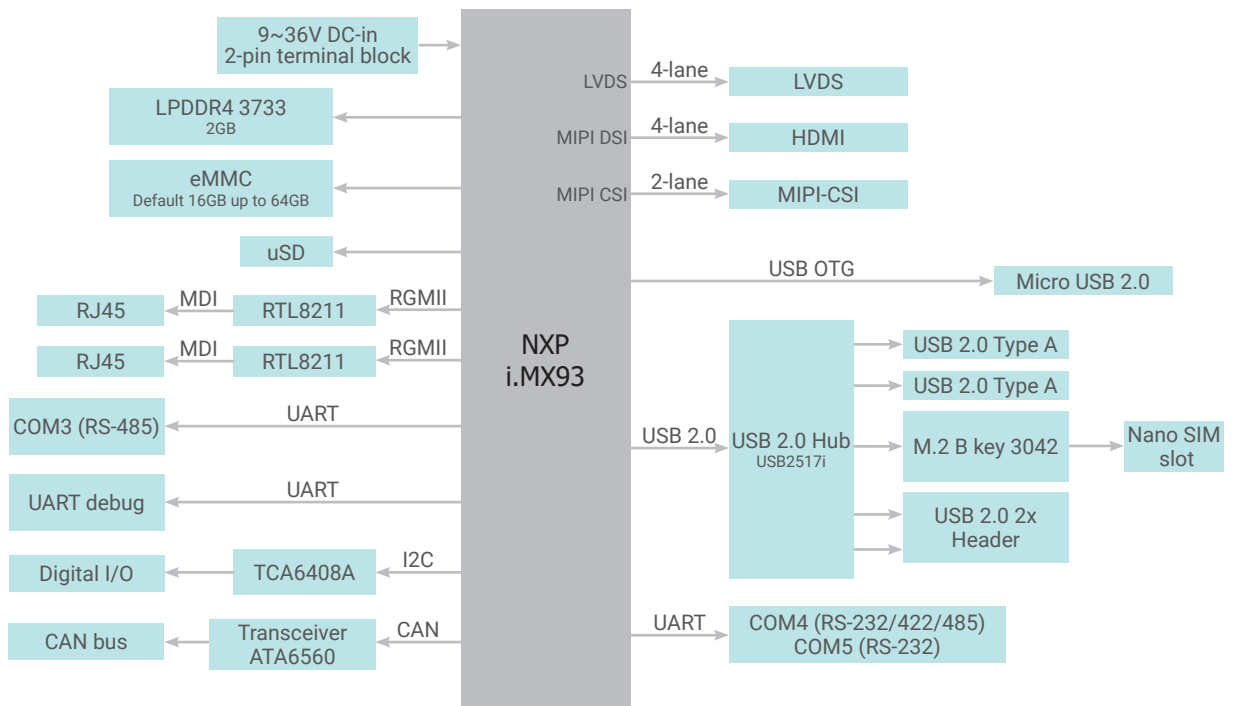 9~36V DC-in
2-pin terminal block
LPDDR4 3733
2GB
eMMC
Default 16GB up to 64GB
uSD
RJ45
MDI
RTL8211
RGMII
RJ45
MDI
RTL8211
RGMII
COM3 (RS-485)
UART
UART debug
UART
Digital I/O
TCA6408A
I2C
CAN bus
Transceiver
ATA6560
CAN
NXP
i.MX93
LVDS
4-lane
LVDS
MIPI DSI
4-lane
HDMI
MIPI CSI
2-lane
MIPI-CSI
USB OTG
Micro USB 2.0
USB 2.0
USB 2.0 Hub
USB2517i
USB 2.0 Type A
USB 2.0 Type A
M.2 B key 3042
Nano SIM
slot
USB 2.0 2x
Header
UART
COM4 (RS-232/422/485)
COM5 (RS-232)